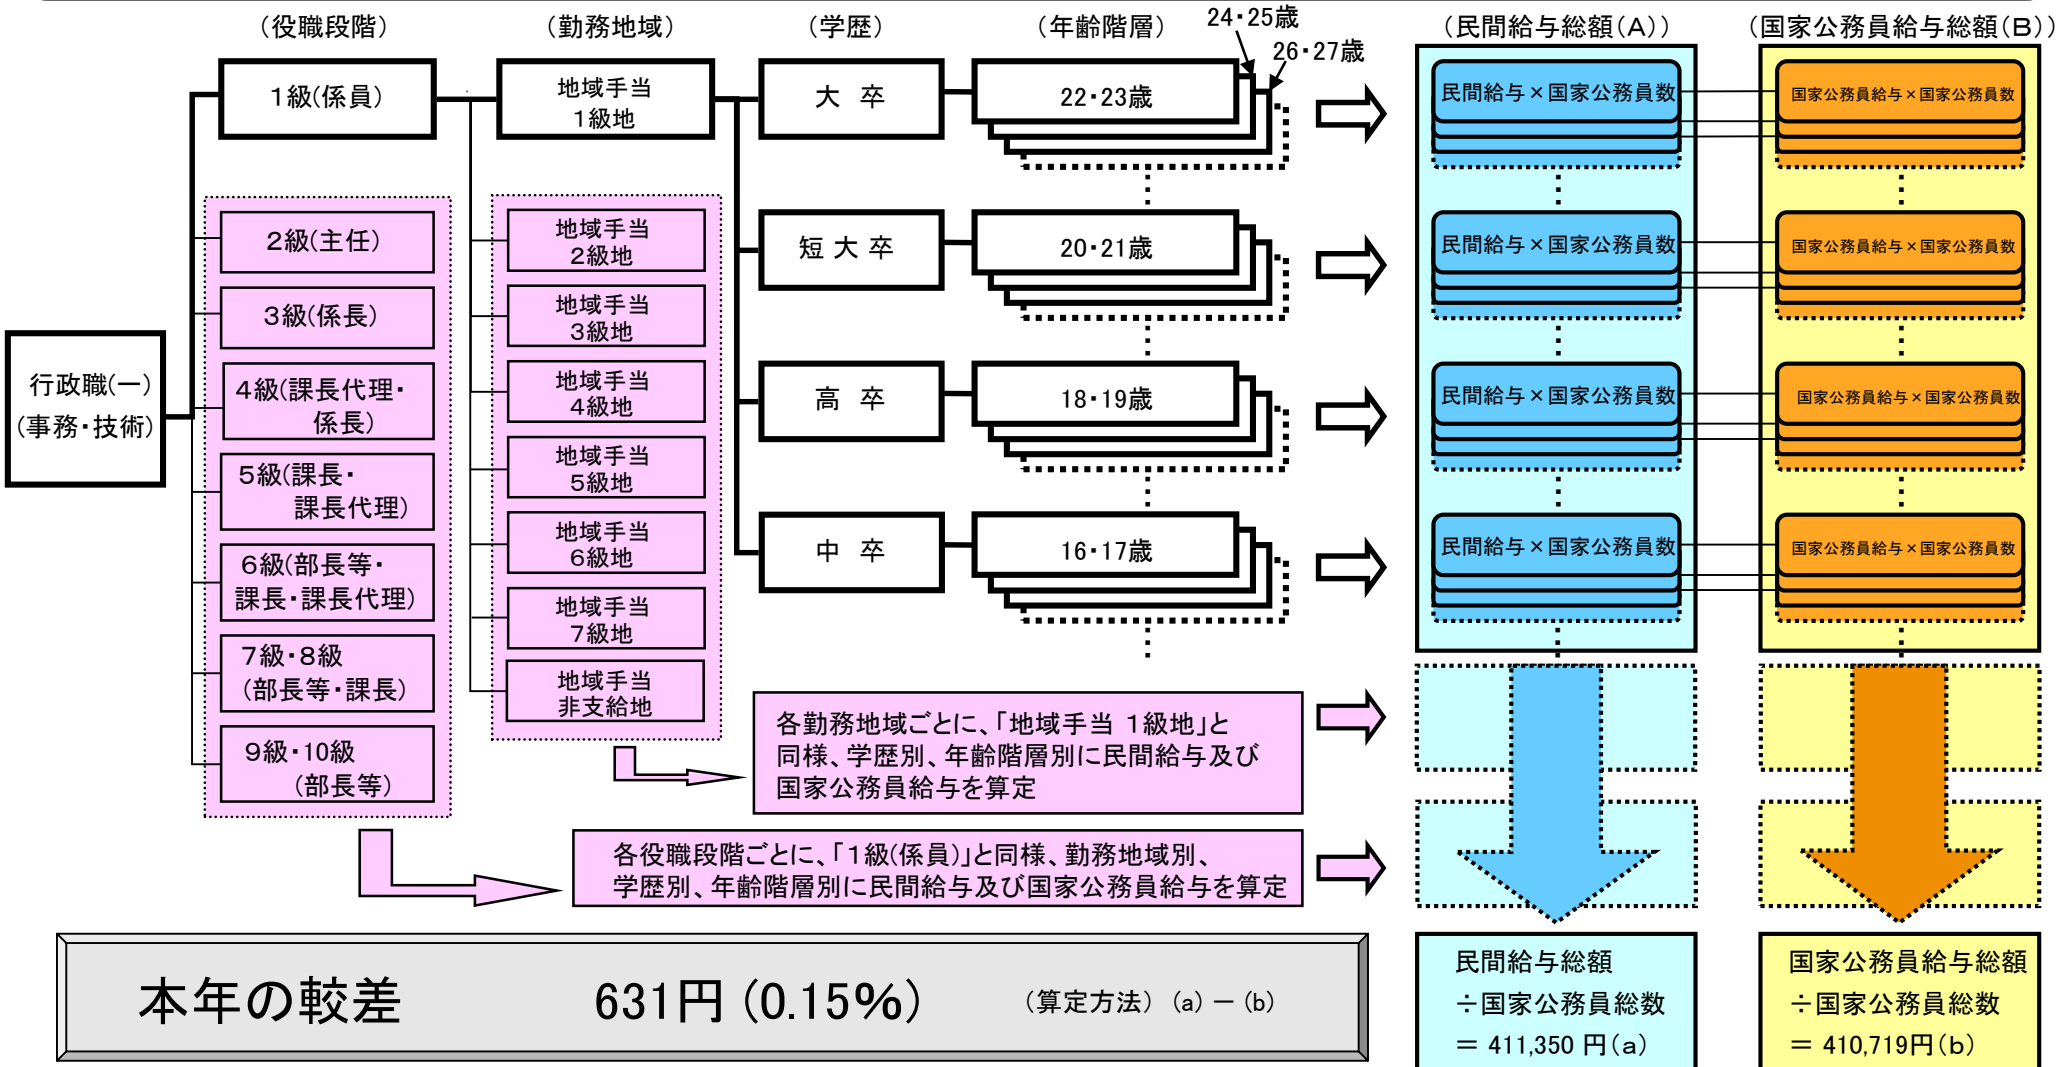 （役職段階）
（勤務地域）
（学歴）
（年齢階層）
24・25歳
26・27歳
（民間給与総額(Ａ)）
（国家公務員給与総額(Ｂ)）
行政職(一)
(事務・技術)
１級(係員)
２級(主任)
３級(係長)
４級(課長代理・
係長)
５級(課長・
課長代理)
６級(部長等・
課長・課長代理)
７級・８級
(部長等・課長)
９級・10級
(部長等)
地域手当
１級地
地域手当
２級地
地域手当
３級地
地域手当
４級地
地域手当
５級地
地域手当
６級地
地域手当
７級地
地域手当
非支給地
大 卒
22・23歳
民間給与×国家公務員数
国家公務員給与×国家公務員数
短 大 卒
20・21歳
民間給与×国家公務員数
国家公務員給与×国家公務員数
高 卒
18・19歳
民間給与×国家公務員数
国家公務員給与×国家公務員数
中 卒
16・17歳
民間給与×国家公務員数
国家公務員給与×国家公務員数
各勤務地域ごとに、「地域手当 １級地」と
同様、学歴別、年齢階層別に民間給与及び
国家公務員給与を算定
各役職段階ごとに、「１級(係員)」と同様、勤務地域別、
学歴別、年齢階層別に民間給与及び国家公務員給与を算定
本年の較差 631円 (0.15％) （算定方法） (a) － (b)
民間給与総額
÷国家公務員総数
＝ 411,350 円(ａ)
国家公務員給与総額
÷国家公務員総数
＝ 410,719円(ｂ)